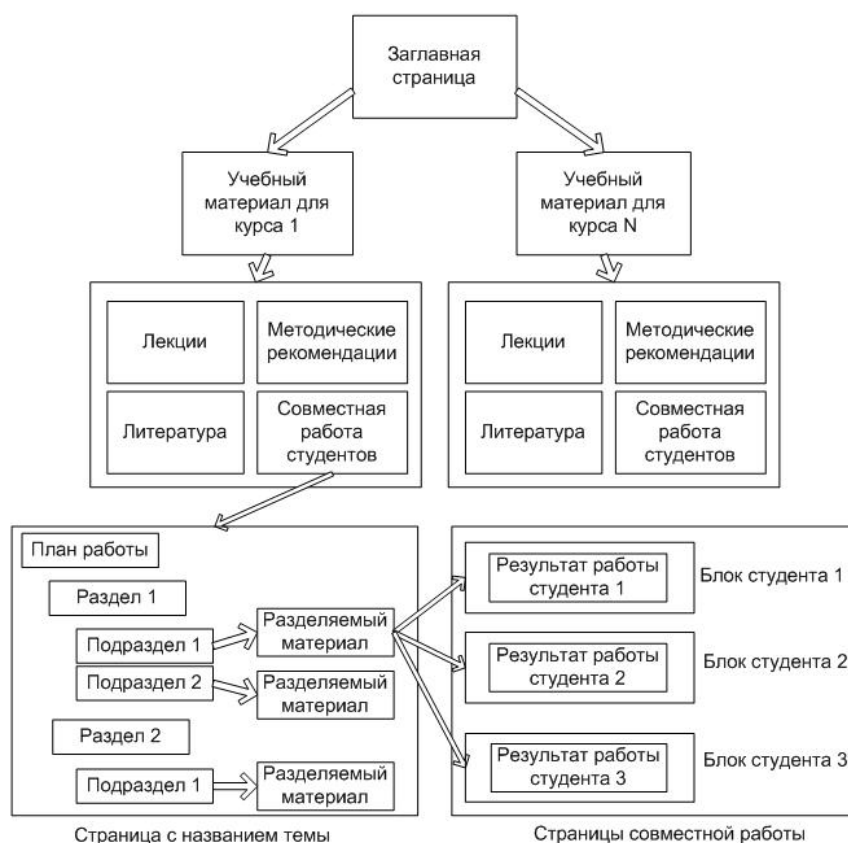 Заглавная
страница
Учебный
материал для
курса 1
Учебный
материал для
курса N
Лекции
Методические
рекомендации
Литература
Совместная
работа
студентов
Лекции
Методические
рекомендации
Литература
Совместная
работа
студентов
План работы
Раздел 1
Подраздел 1
Разделяемый
материал
Подраздел 2
Разделяемый
материал
Раздел 2
Подраздел 1
Разделяемый
материал
Страница с названием темы
Результат работы
студента 1
Блок студента 1
Результат работы
студента 2
Блок студента 2
Результат работы
студента 3
Блок студента 3
Страницы совместной работы